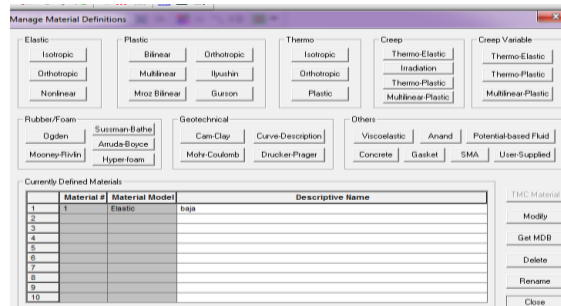 Manage Material Definitions
Elastic
Isotropic
Orthotropic
Nonlinear
Plastic
Bilinear
Orthotropic
Multilinear
Ilyushin
Mroz Bilinear
Gurson
Thermo
Isotropic
Orthotropic
Plastic
Creep
Thermo-Elastic
Irradiation
Thermo-Plastic
Multilinear-Plastic
Creep Variable
Thermo-Elastic
Thermo-Plastic
Multilinear-Plastic
Rubber/Foam
Ogden
Sussman-Bathe
Arruda-Boyce
Mooney-Rivlin
Hyper-foam
Geotechnical
Cam-Clay
Curve-Description
Mohr-Coulomb
Drucker-Prager
Others
Viscoelastic
Anand
Potential-based Fluid
Concrete
Gasket
SMA
User-Supplied
Currently Defined Materials
Material # Material Model Descriptive Name
1 1 Elastic baja
2
3
4
5
6
7
8
9
10
TMC Material
Modify
Get MDB
Delete
Rename
Close